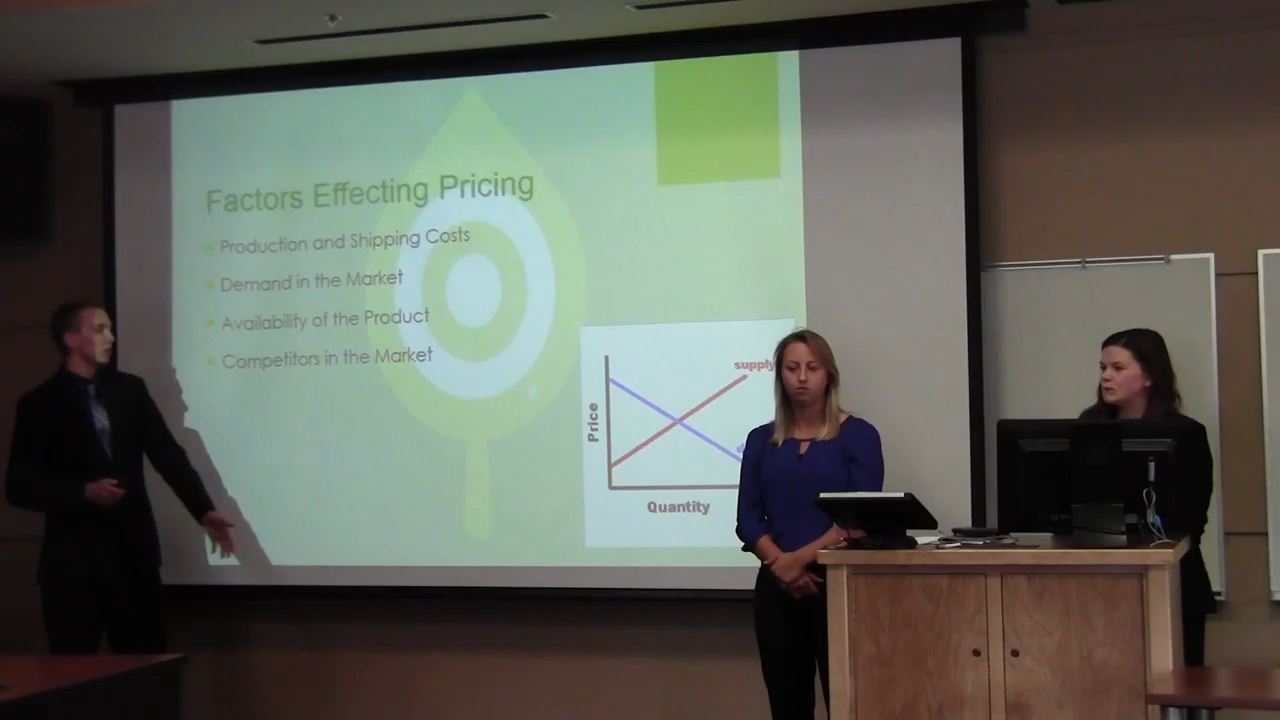 Factors Effecting Pricing
Production and Shipping Costs
Demand in the Market
Availability of the Product
Competitors in the Market
supply
Price
Quantity